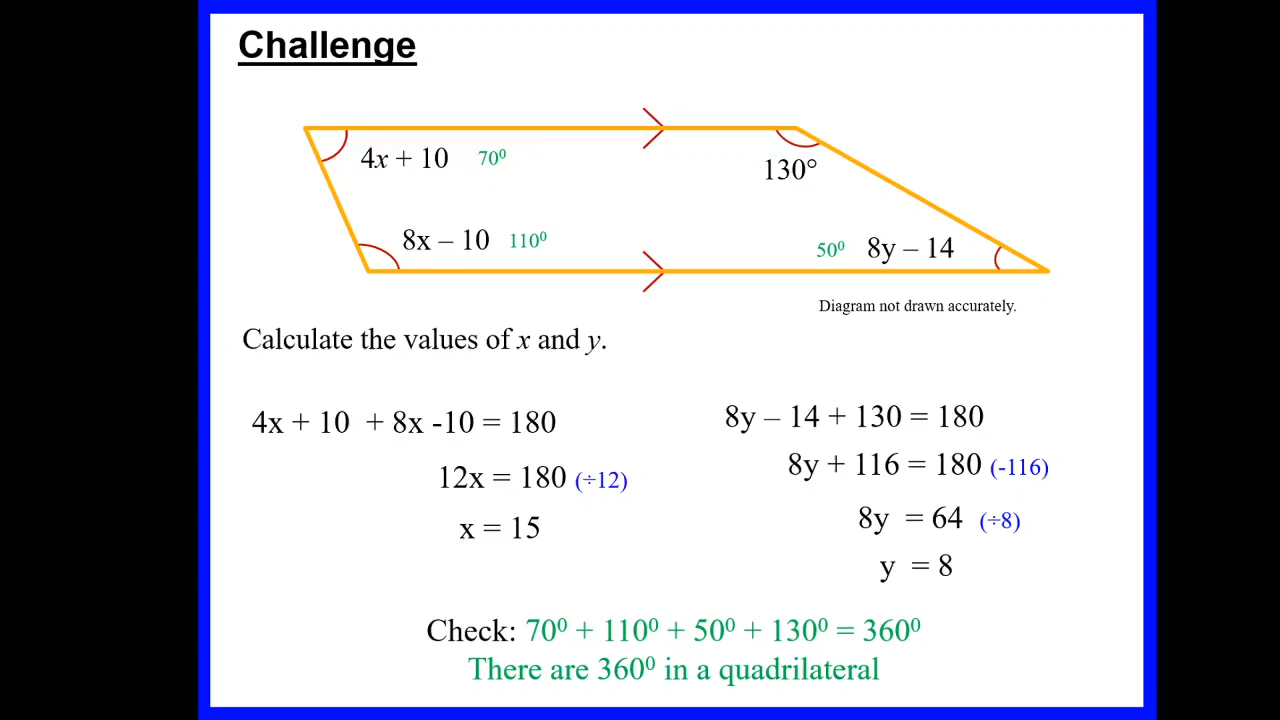 Challenge
4x + 10 70⁰
130°
8x – 10 110⁰
50⁰ 8y – 14
Diagram not drawn accurately.
Calculate the values of x and y.
4x + 10 + 8x -10 = 180
12x = 180 (÷12)
x = 15
8y – 14 + 130 = 180
8y + 116 = 180 (-116)
8y = 64 (÷8)
y = 8
Check: 70⁰ + 110⁰ + 50⁰ + 130⁰ = 360⁰
There are 360⁰ in a quadrilateral